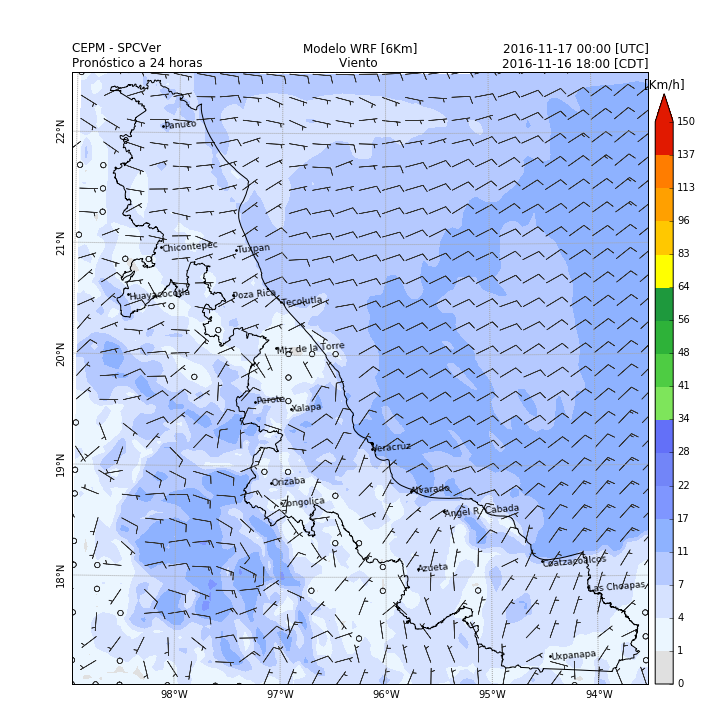 CEPM - SPCVer Modelo WRF [6Km] 2016-11-17 00:00 [UTC]
Pronóstico a 24 horas Viento 2016-11-16 18:00 [CDT]
[Km/h]
150
137
113
96
83
64
56
48
41
34
28
22
17
11
7
4
1
0
22°N
21°N
20°N
19°N
18°N
Panuco
Chicontepec
Tuxpan
Huayacocotla
Poza Rica
Tecolutla
Mtz de la Torre
Perote
Xalapa
Veracruz
Orizaba
Alvarado
Zongolica
Angel R. Cabada
Azueta
Coatzacoalcos
Las Choapas
Uxpanapa
98°W 97°W 96°W 95°W 94°W